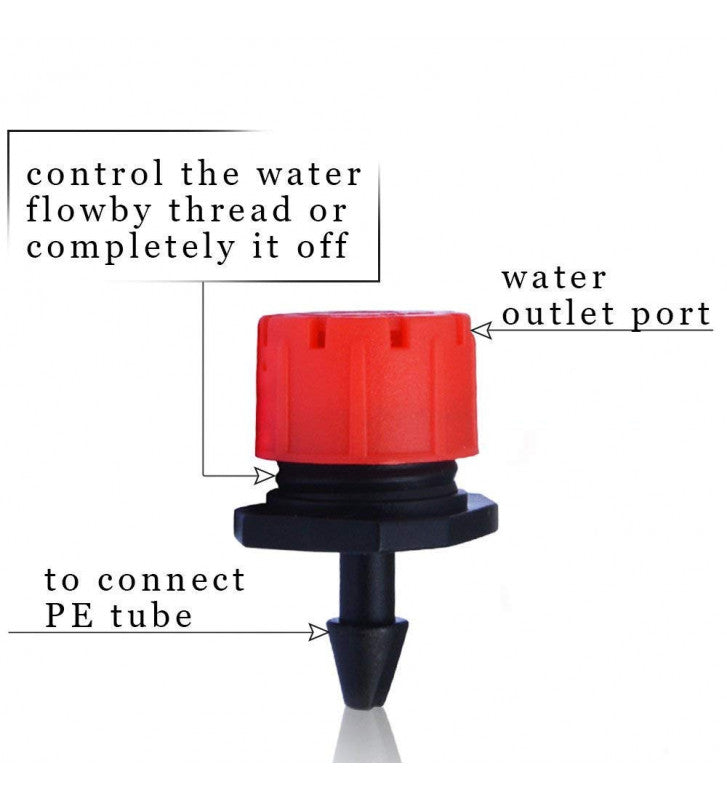 control the water
flowby thread or
completely it off
water
outlet port
to connect
PE tube